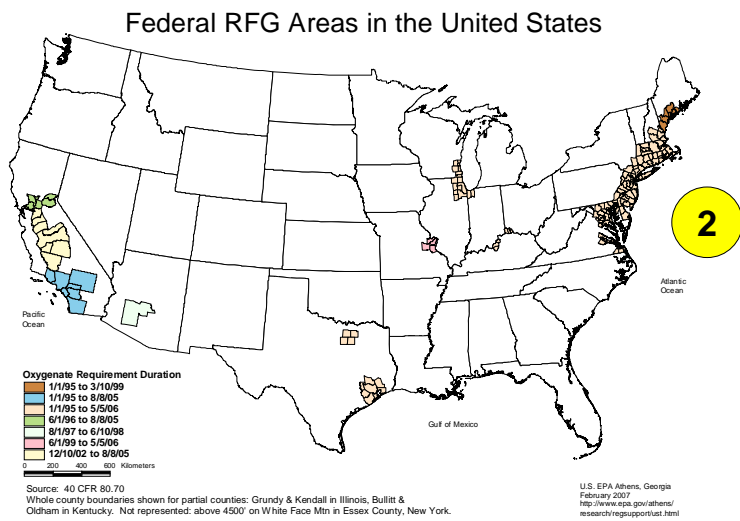 Federal RFG Areas in the United States
2
Atlantic
Ocean
Pacific
Ocean
Gulf of Mexico
Oxygenate Requirement Duration
1/1/95 to 3/10/99
1/1/95 to 8/8/05
1/1/95 to 5/5/06
6/1/96 to 8/8/05
8/1/97 to 6/10/98
6/1/99 to 5/5/06
12/10/02 to 8/8/05
0 200 400 600 Kilometers
Source: 40 CFR 80.70
Whole county boundaries shown for partial counties: Grundy & Kendall in Illinois, Bullitt &
Oldham in Kentucky. Not represented: above 4500' on White Face Mtn in Essex County, New York.
U.S. EPA Athens, Georgia
February 2007
http://www.epa.gov/athens/
research/regsupport/ust.html